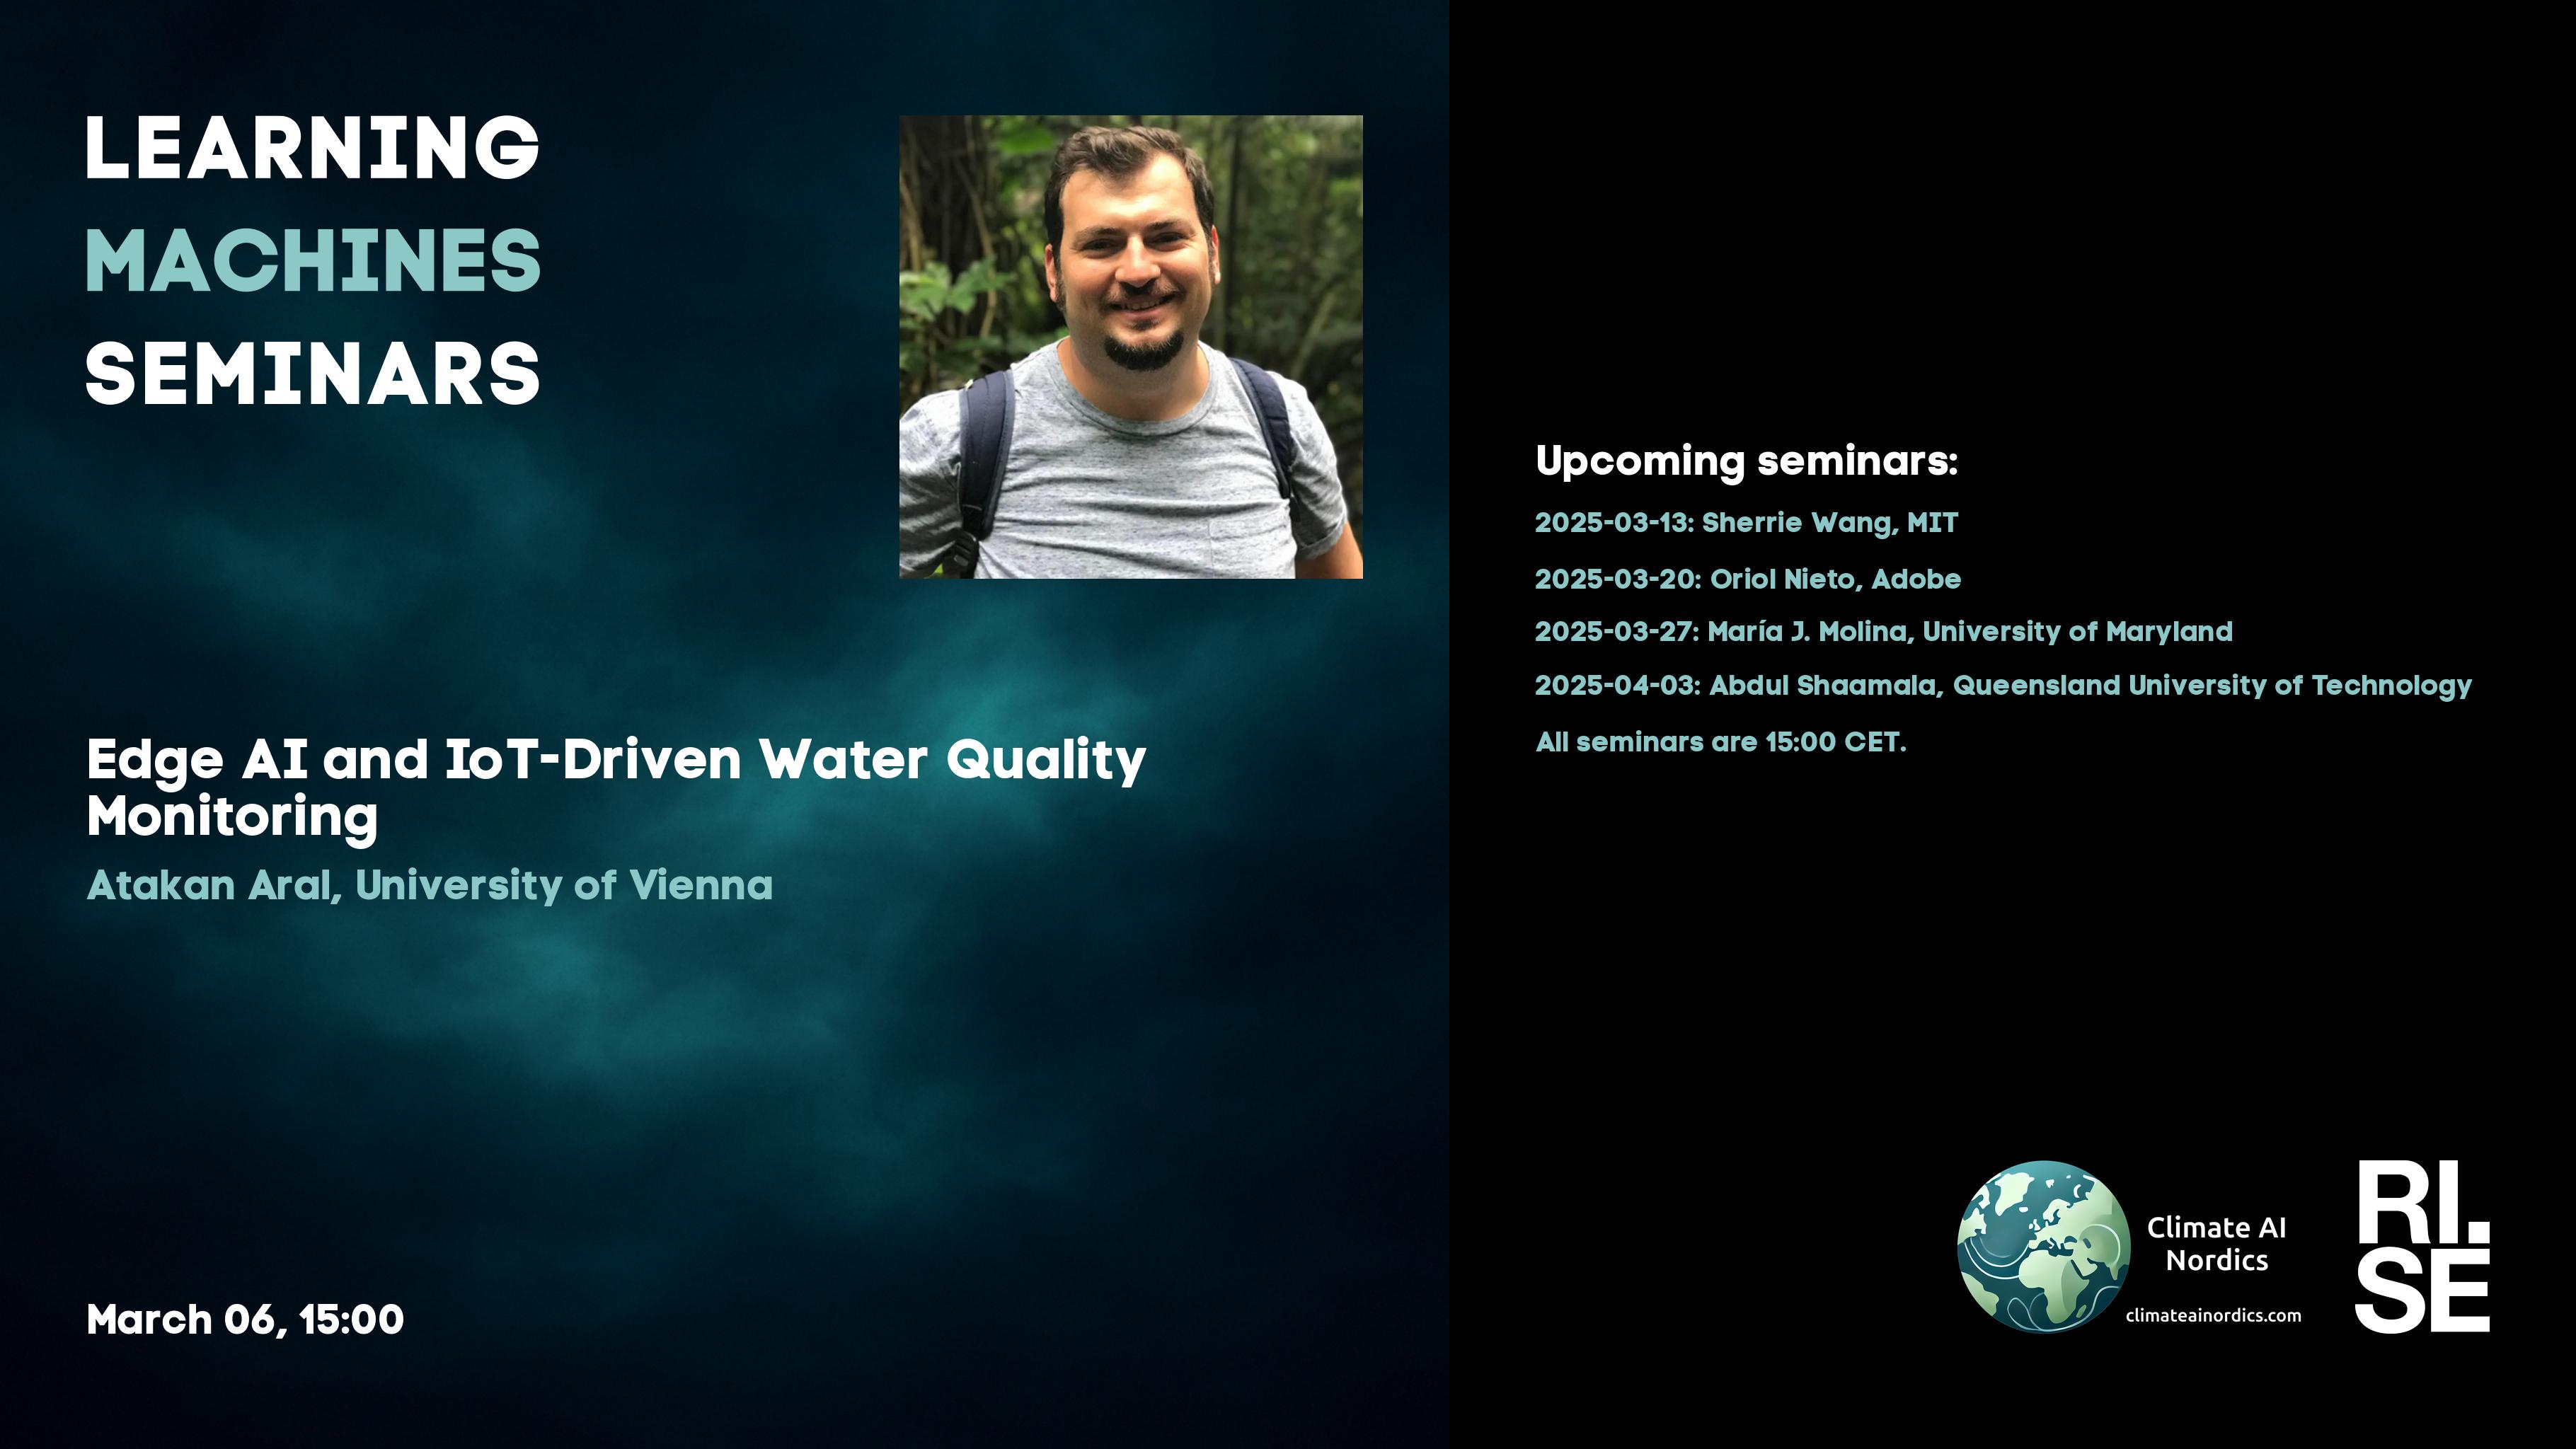 LEARNING
MACHINES
SEMINARS
Edge AI and IoT-Driven Water Quality
Monitoring
Atakan Aral, University of Vienna
March 06, 15:00
Upcoming seminars:
2025-03-13: Sherrie Wang, MIT
2025-03-20: Oriol Nieto, Adobe
2025-03-27: María J. Molina, University of Maryland
2025-04-03: Abdul Shaamala, Queensland University of Technology
All seminars are 15:00 CET.
Climate AI
Nordics
climateainordics.com
RI.
SE